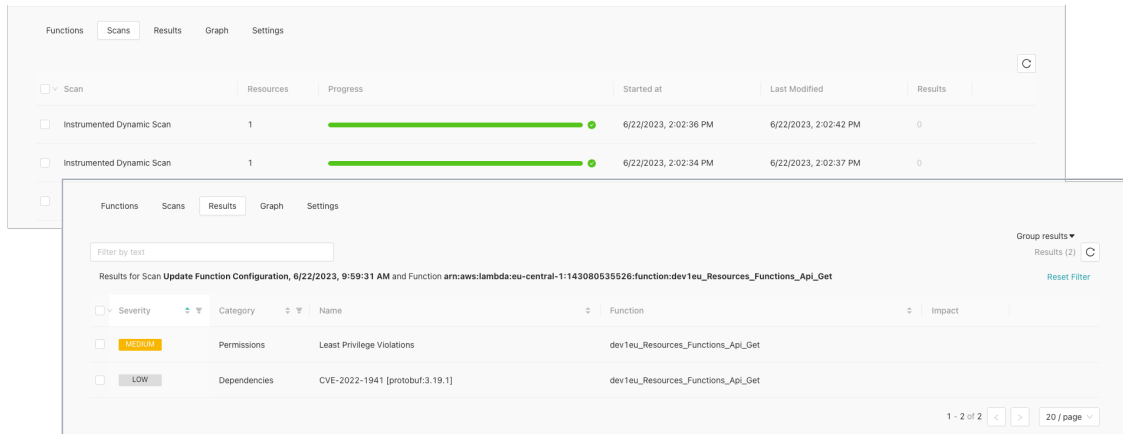 Functions Scans Results Graph Settings
Scan Resources Progress Started at Last Modified Results
Instrumented Dynamic Scan 1 6/22/2023, 2:02:36 PM 6/22/2023, 2:02:42 PM 0
Instrumented Dynamic Scan 1 6/22/2023, 2:02:34 PM 6/22/2023, 2:02:37 PM 0
Functions Scans Results Graph Settings
Group results
Filter by text Results (2)
Results for Scan Update Function Configuration, 6/22/2023, 9:59:31 AM and Function arn:aws:lambda:eu-central-1:143080535526:function:dev1eu_Resources_Functions_Api_Get Reset Filter
Severity Category Name Function Impact
MEDIUM Permissions Least Privilege Violations dev1eu_Resources_Functions_Api_Get
LOW Dependencies CVE-2022-1941 [protobuf:3.19.1] dev1eu_Resources_Functions_Api_Get
1 - 2 of 2 < > 20 / page